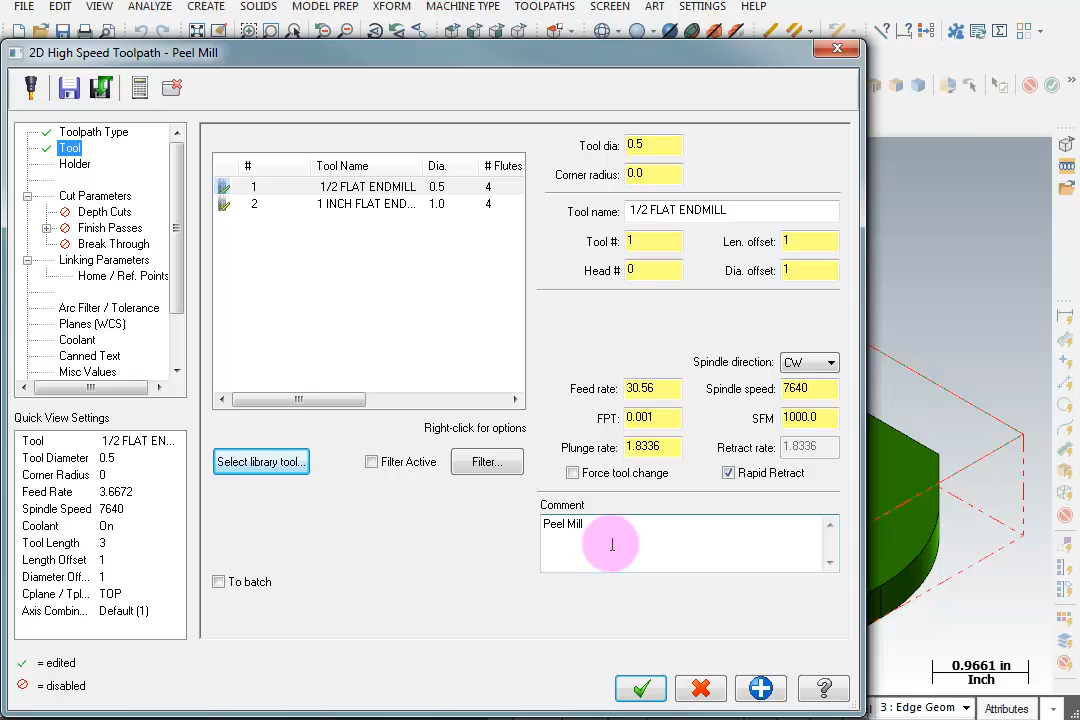 FILE EDIT VIEW ANALYZE CREATE SOLIDS MODEL PREP XFORM MACHINE TYPE TOOLPATHS SCREEN ART SETTINGS HELP
2D High Speed Toolpath - Peel Mill
Toolpath Type
Tool
Holder
Cut Parameters
Depth Cuts
Finish Passes
Break Through
Linking Parameters
Home / Ref. Points
Arc Filter / Tolerance
Planes (WCS)
Coolant
Canned Text
Misc Values
Quick View Settings
Tool 1/2 FLAT EN...
Tool Diameter 0.5
Corner Radius 0
Feed Rate 3.6672
Spindle Speed 7640
Coolant On
Tool Length 3
Length Offset 1
Diameter Off... 1
Cplane / Tpl... TOP
Axis Combin... Default (1)
= edited
= disabled
# Tool Name Dia. # Flutes
1 1/2 FLAT ENDMILL 0.5 4
2 1 INCH FLAT END... 1.0 4
Right-click for options
Select library tool... Filter Active Filter...
To batch
Tool dia: 0.5
Corner radius: 0.0
Tool name: 1/2 FLAT ENDMILL
Tool #: 1 Len. offset: 1
Head # 0 Dia. offset: 1
Spindle direction: CW
Feed rate: 30.56 Spindle speed: 7640
FPT: 0.001 SFM 1000.0
Plunge rate: 1.8336 Retract rate: 1.8336
Force tool change Rapid Retract
Comment
Peel Mill
0.9661 in
Inch
3 : Edge Geom Attributes